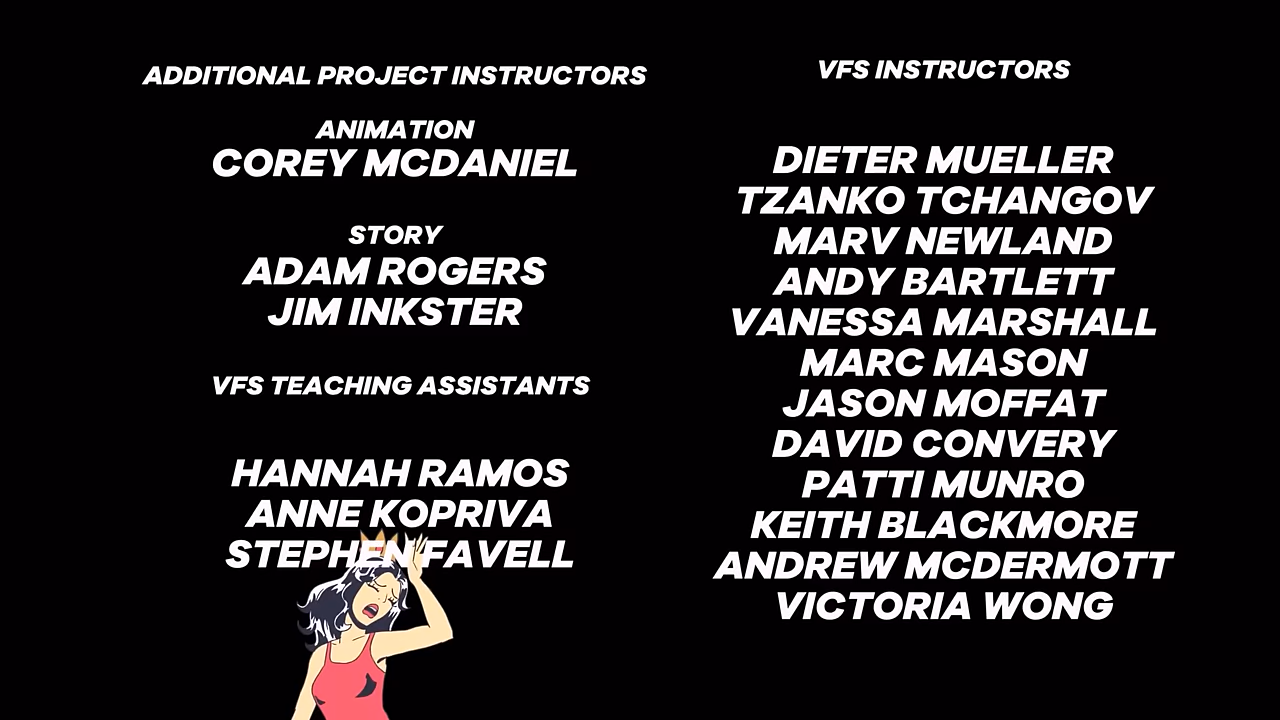 ADDITIONAL PROJECT INSTRUCTORS
ANIMATION
COREY MCDANIEL
STORY
ADAM ROGERS
JIM INKSTER
VFS TEACHING ASSISTANTS
HANNAH RAMOS
ANNE KOPRIVA
STEPHEN FAVELL
VFS INSTRUCTORS
DIETER MUELLER
TZANKO TCHANGOV
MARV NEWLAND
ANDY BARTLETT
VANESSA MARSHALL
MARC MASON
JASON MOFFAT
DAVID CONVERY
PATTI MUNRO
KEITH BLACKMORE
ANDREW MCDERMOTT
VICTORIA WONG